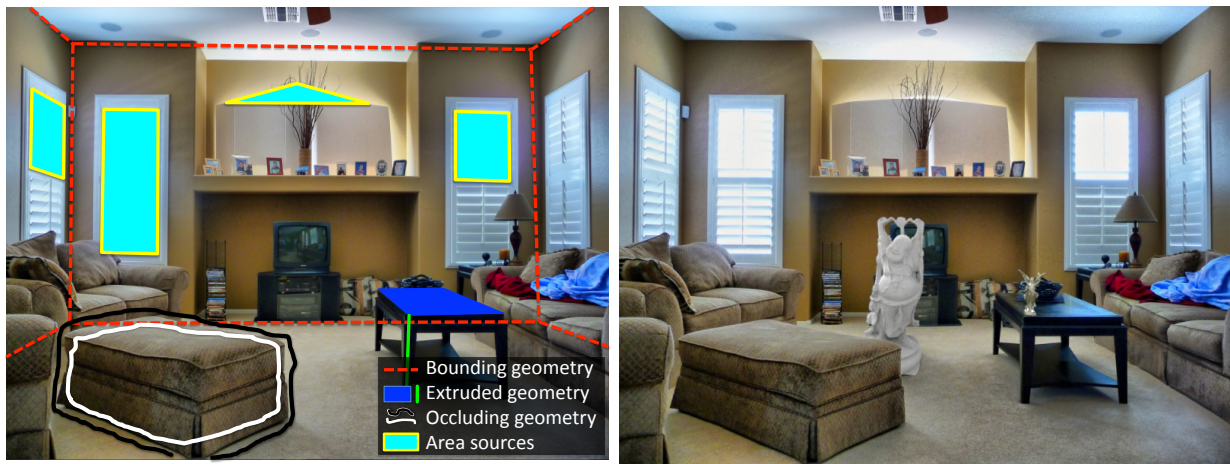 Bounding geometry
Extruded geometry
Occluding geometry
Area sources